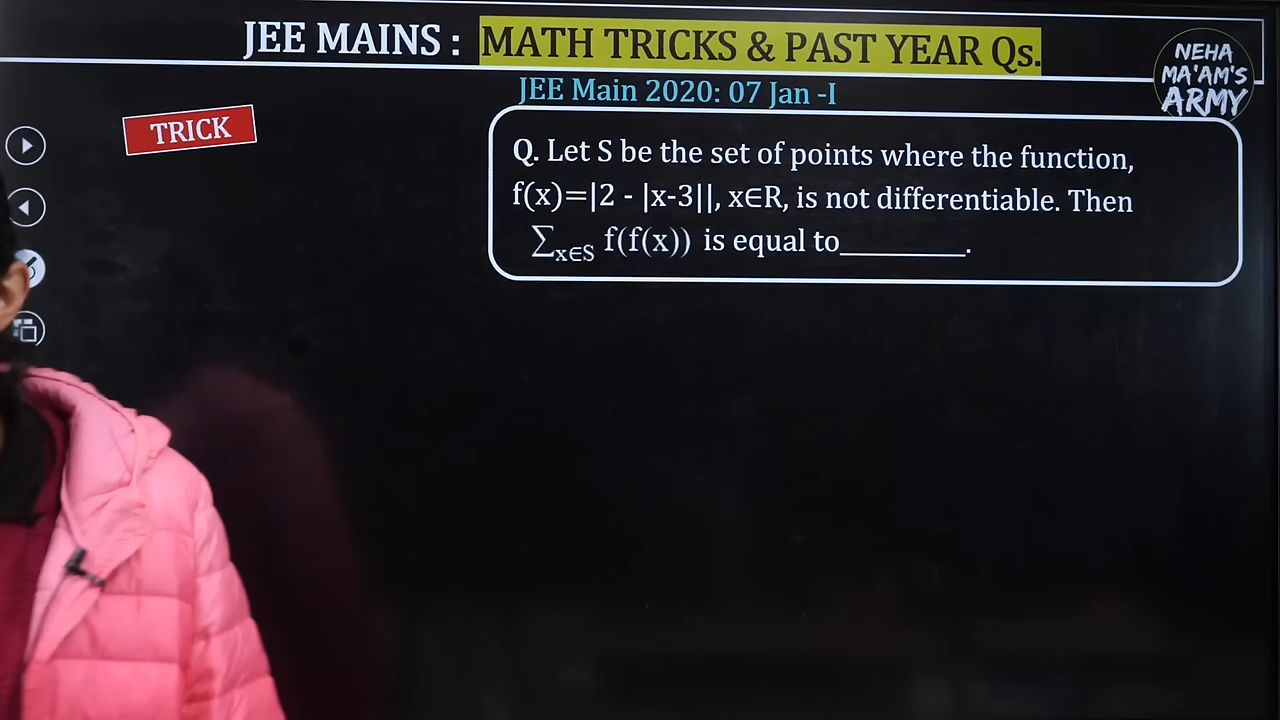 JEE MAINS : MATH TRICKS & PAST YEAR Qs.
NEHA
MA'AM'S
ARMY
JEE Main 2020: 07 Jan -I
TRICK
Q. Let S be the set of points where the function,
f(x)=|2 - |x-3||, x∈R, is not differentiable. Then
∑x∈S f(f(x)) is equal to_________.